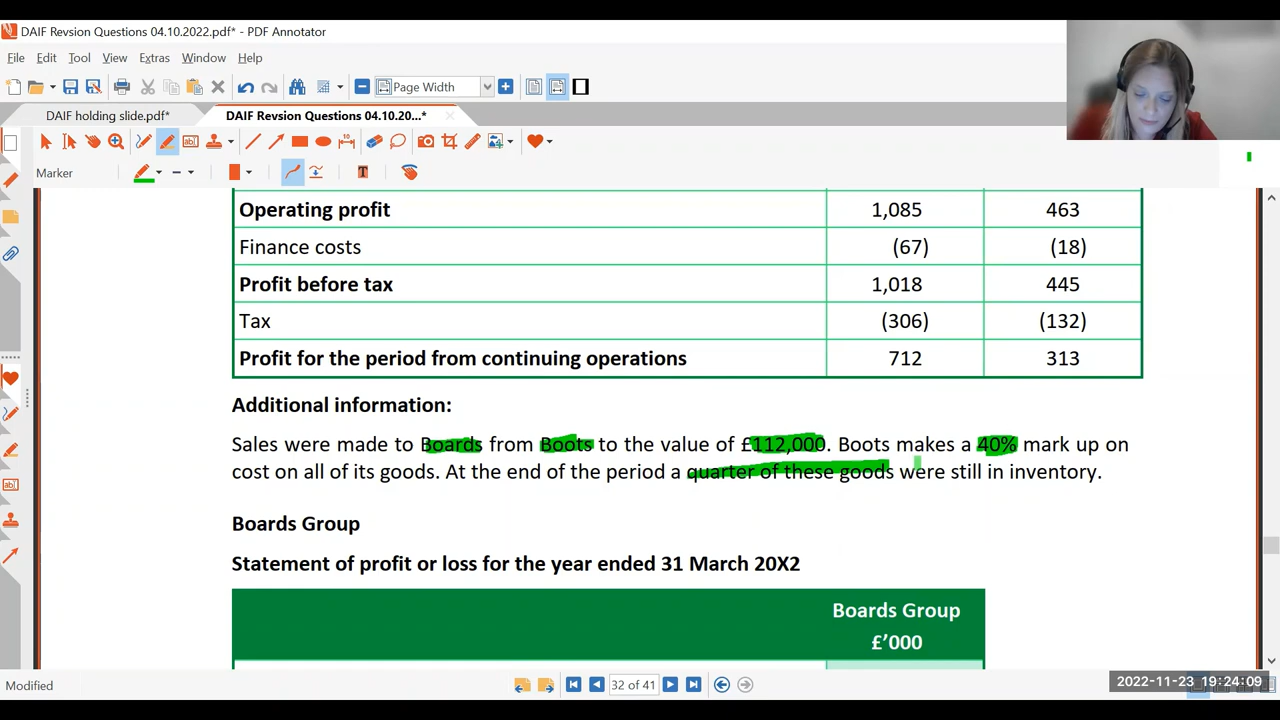 DAIF Revsion Questions 04.10.2022.pdf* - PDF Annotator
File Edit Tool View Extras Window Help
Page Width
DAIF holding slide.pdf* DAIF Revsion Questions 04.10.20...*
Marker
Operating profit 1,085 463
Finance costs (67) (18)
Profit before tax 1,018 445
Tax (306) (132)
Profit for the period from continuing operations 712 313
Additional information:
Sales were made to Boards from Boots to the value of £112,000. Boots makes a 40% mark up on
cost on all of its goods. At the end of the period a quarter of these goods were still in inventory.
Boards Group
Statement of profit or loss for the year ended 31 March 20X2
Boards Group
£'000
Modified 32 of 41 2022-11-23 19:24:09